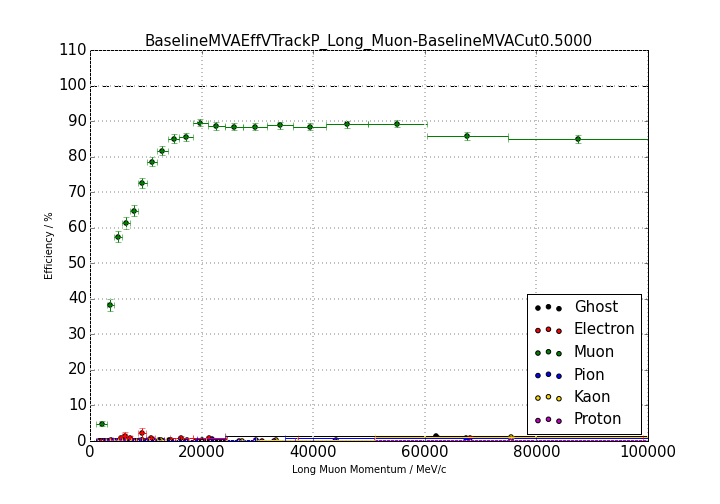 BaselineMVAEffVTrackP_Long_Muon-BaselineMVACut0.5000
110
100
90
80
70
60
50
40
30
20
10
0
Efficiency / %
Ghost
Electron
Muon
Pion
Kaon
Proton
0 20000 40000 60000 80000 100000
Long Muon Momentum / MeV/c